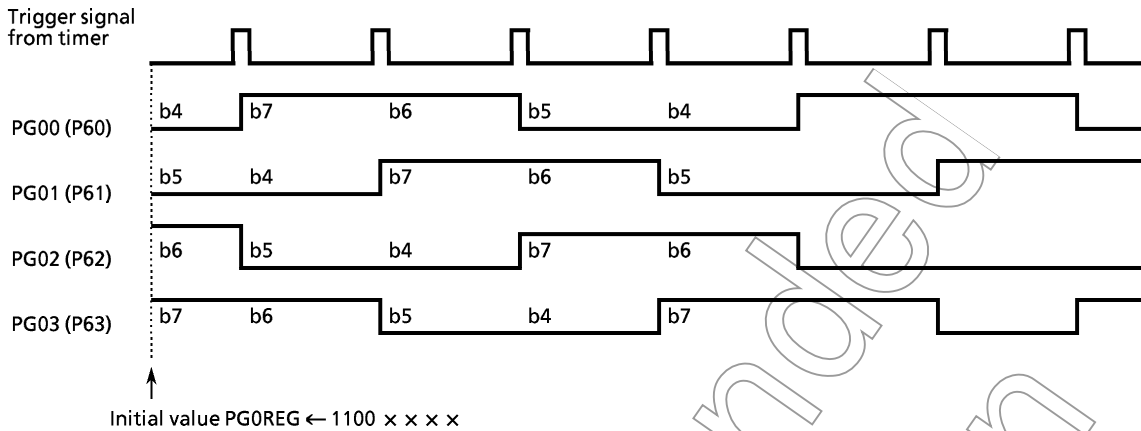 Trigger signal
from timer
PG00 (P60) b4 b7 b6 b5 b4
PG01 (P61) b5 b4 b7 b6 b5
PG02 (P62) b6 b5 b4 b7 b6
PG03 (P63) b7 b6 b5 b4 b7
Initial value PG0REG ← 1100 × × × ×
nded
n